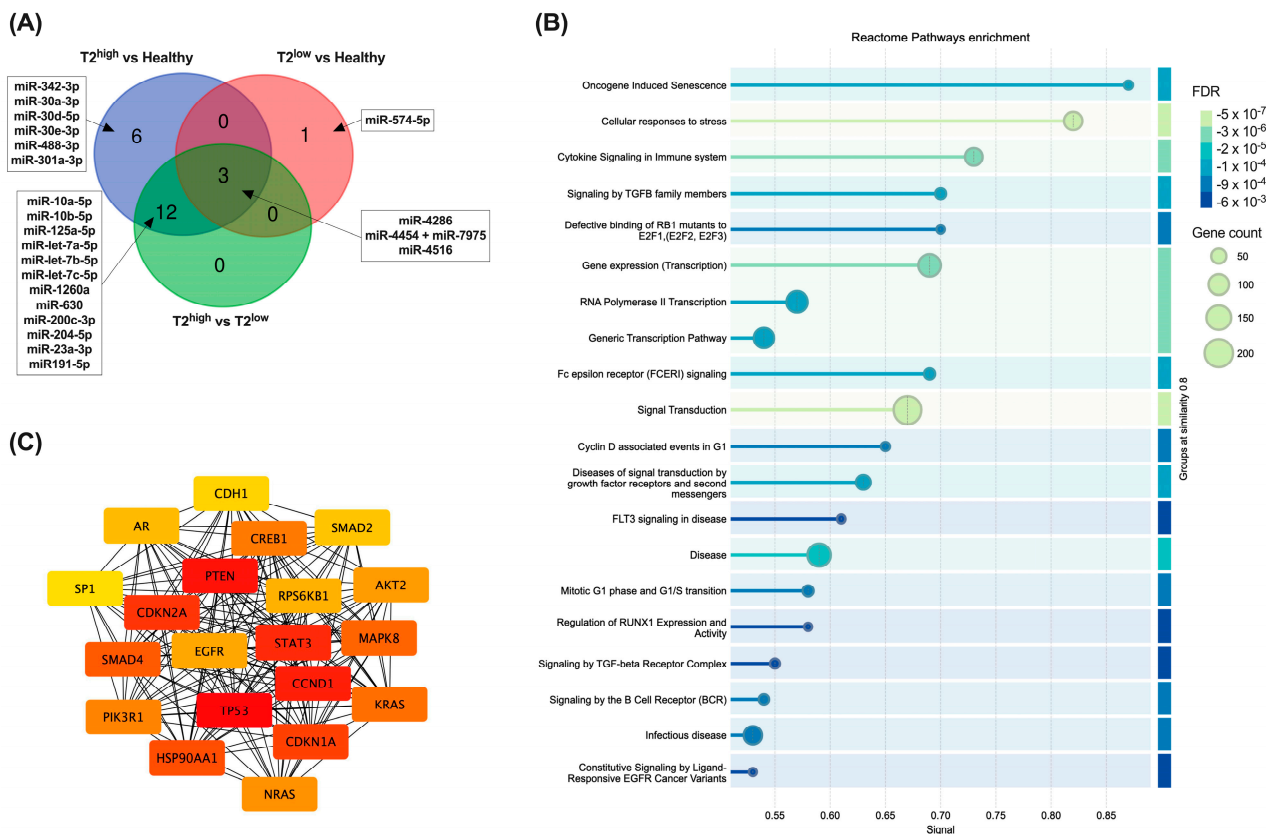 (A)
T2high vs Healthy
T2low vs Healthy
miR-342-3p
miR-30a-3p
miR-30d-5p
miR-30e-3p
miR-488-3p
miR-301a-3p
6
0
1
miR-574-5p
3
12
0
0
miR-10a-5p
miR-10b-5p
miR-125a-5p
miR-let-7a-5p
miR-let-7b-5p
miR-let-7c-5p
miR-1260a
miR-630
miR-200c-3p
miR-204-5p
miR-23a-3p
miR191-5p
miR-4286
miR-4454 + miR-7975
miR-4516
T2high vs T2low
(B)
Reactome Pathways enrichment
Oncogene Induced Senescence
Cellular responses to stress
Cytokine Signaling in Immune system
Signaling by TGFB family members
Defective binding of RB1 mutants to
E2F1,(E2F2, E2F3)
Gene expression (Transcription)
RNA Polymerase II Transcription
Generic Transcription Pathway
Fc epsilon receptor (FCERI) signaling
Signal Transduction
Cyclin D associated events in G1
Diseases of signal transduction by
growth factor receptors and second
messengers
FLT3 signaling in disease
Disease
Mitotic G1 phase and G1/S transition
Regulation of RUNX1 Expression and
Activity
Signaling by TGF-beta Receptor Complex
Signaling by the B Cell Receptor (BCR)
Infectious disease
Constitutive Signaling by Ligand-
Responsive EGFR Cancer Variants
0.55
0.60
0.65
0.70
0.75
0.80
0.85
Signal
Groups at similarity 0.8
FDR
-5 x 10-7
-3 x 10-6
-2 x 10-5
-1 x 10-4
-9 x 10-4
-6 x 10-3
Gene count
50
100
150
200
(C)
CDH1
AR
SMAD2
CREB1
PTEN
SP1
RPS6KB1
AKT2
CDKN2A
STAT3
MAPK8
EGFR
SMAD4
CCND1
KRAS
PIK3R1
TP53
CDKN1A
HSP90AA1
NRAS